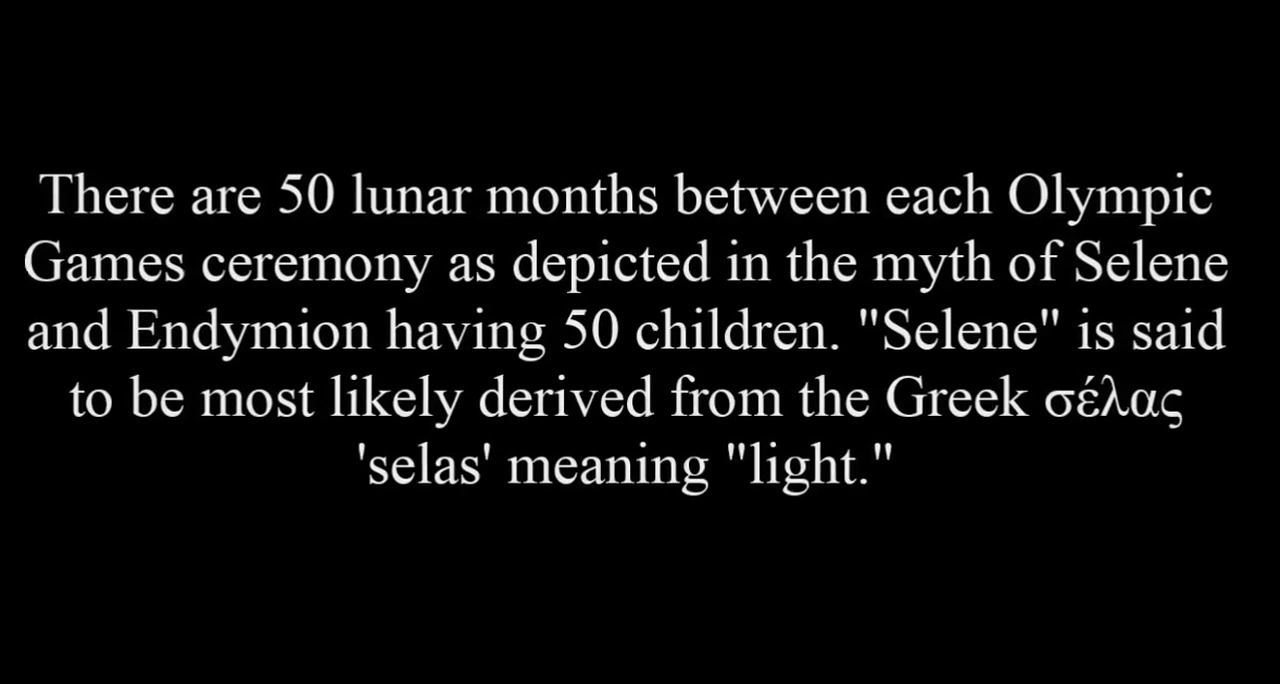 There are 50 lunar months between each Olympic
Games ceremony as depicted in the myth of Selene
and Endymion having 50 children. "Selene" is said
to be most likely derived from the Greek σέλας
'selas' meaning "light."